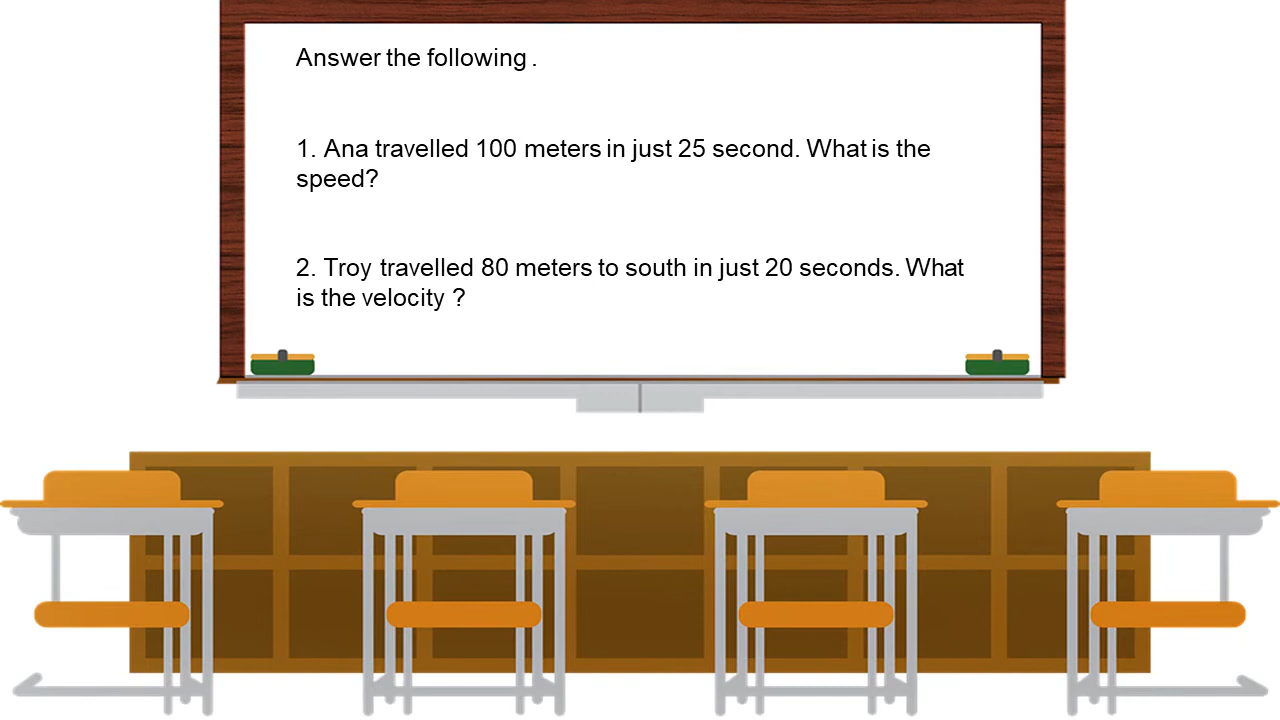 Answer the following .
1. Ana travelled 100 meters in just 25 second. What is the
speed?
2. Troy travelled 80 meters to south in just 20 seconds. What
is the velocity ?